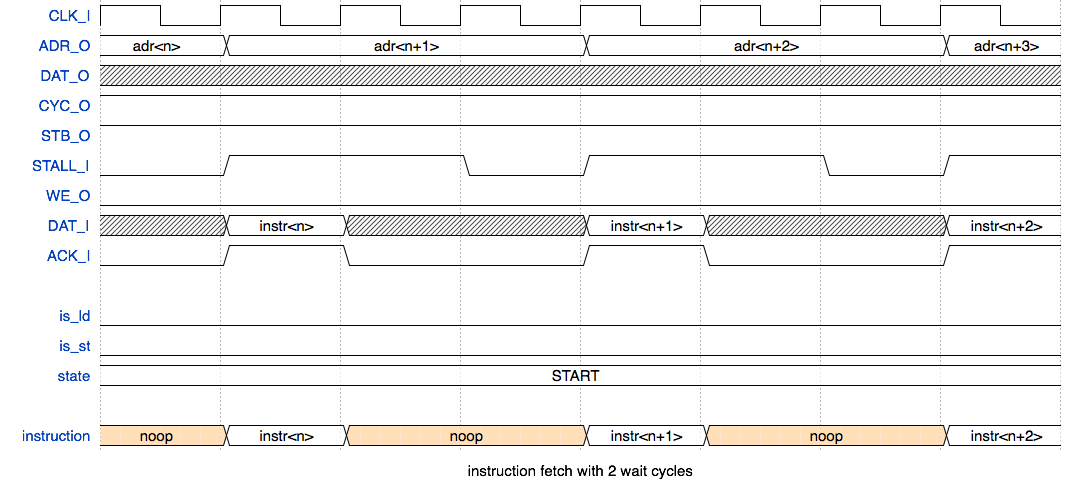 CLK_I
ADR_O adr<n> adr<n+1> adr<n+2> adr<n+3>
DAT_O
CYC_O
STB_O
STALL_I
WE_O
DAT_I instr<n> instr<n+1> instr<n+2>
ACK_I
is_ld
is_st
state START
instruction noop instr<n> noop instr<n+1> noop instr<n+2>
instruction fetch with 2 wait cycles